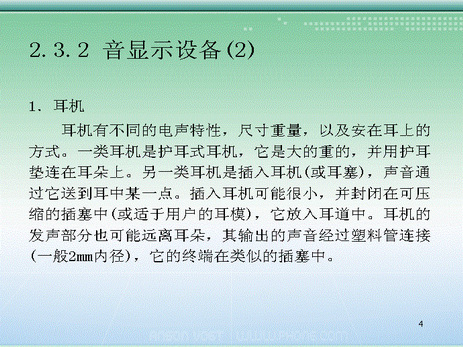 2.3.2 音显示设备(2)
1. 耳机
耳机有不同的电声特性，尺寸重量，以及安在耳上的
方式。一类耳机是护耳式耳机，它是大的重的，并用护耳
垫连在耳朵上。另一类耳机是插入耳机(或耳塞)，声音通
过它送到耳中某一点。插入耳机可能很小，并封闭在可压
缩的插塞中(或适于用户的耳模)，它放入耳道中。耳机的
发声部分也可能远离耳朵，其输出的声音经过塑料管连接
(一般2mm内径)，它的终端在类似的插塞中。
4